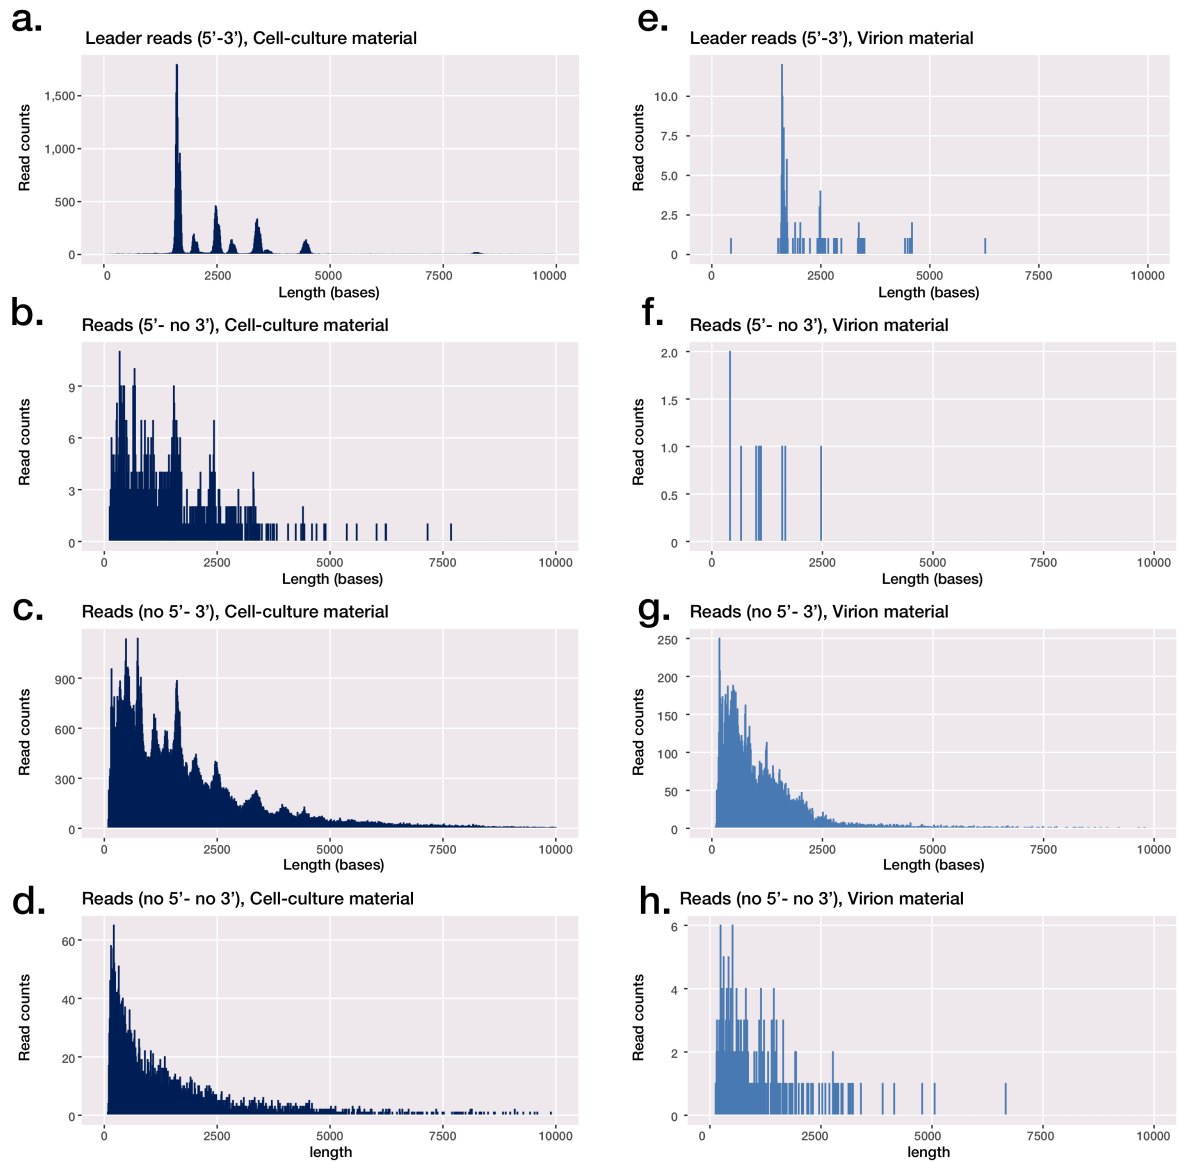 a.
Leader reads (5’-3’), Cell-culture material
Read counts
1,500
1,000
500
0
0 2500 5000 7500 10000
Length (bases)
b.
Reads (5’- no 3’), Cell-culture material
Read counts
9
6
3
0
0 2500 5000 7500 10000
Length (bases)
c.
Reads (no 5’- 3’), Cell-culture material
Read counts
900
600
300
0
0 2500 5000 7500 10000
Length (bases)
d.
Reads (no 5’- no 3’), Cell-culture material
Read counts
60
40
20
0
0 2500 5000 7500 10000
length
e.
Leader reads (5’-3’), Virion material
Read counts
10.0
7.5
5.0
2.5
0
0 2500 5000 7500 10000
Length (bases)
f.
Reads (5’- no 3’), Virion material
Read counts
2.0
1.5
1.0
0.5
0
0 2500 5000 7500 10000
Length (bases)
g.
Reads (no 5’- 3’), Virion material
Read counts
250
200
150
100
50
0
0 2500 5000 7500 10000
Length (bases)
h.
Reads (no 5’- no 3’), Virion material
Read counts
6
4
2
0
0 2500 5000 7500 10000
length